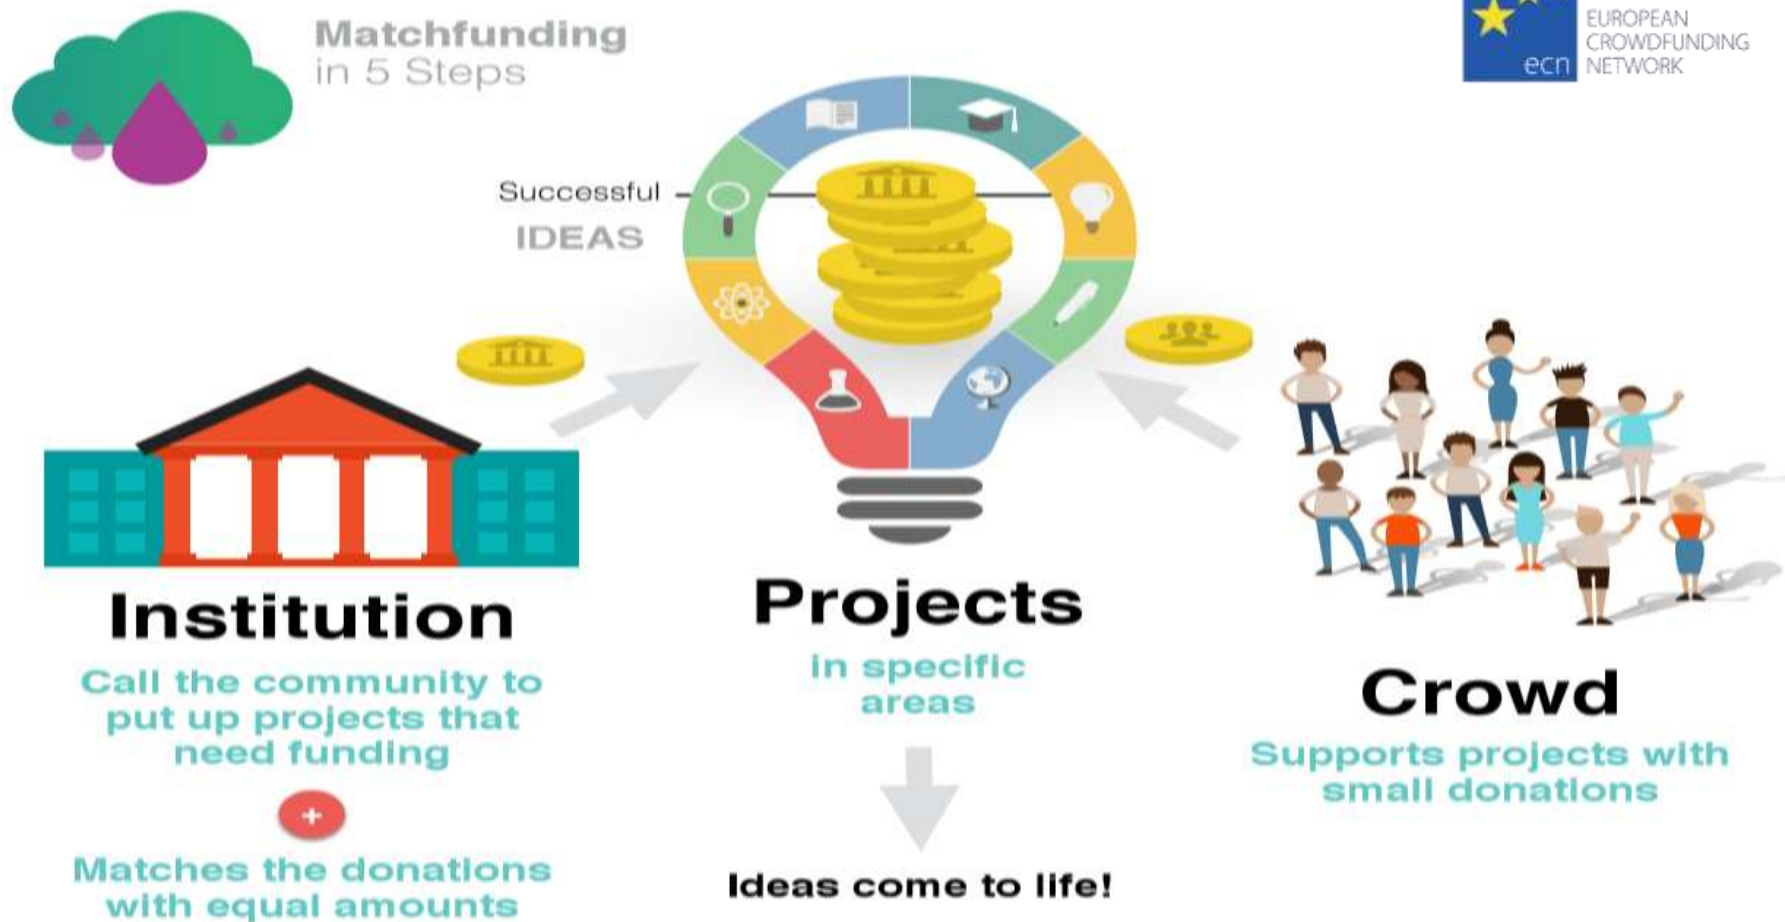 Matchfunding
in 5 Steps
EUROPEAN
CROWDFUNDING
NETWORK
ecn
Successful
IDEAS
Institution
Call the community to
put up projects that
need funding
+
Matches the donations
with equal amounts
Projects
in specific
areas
Ideas come to life!
Crowd
Supports projects with
small donations